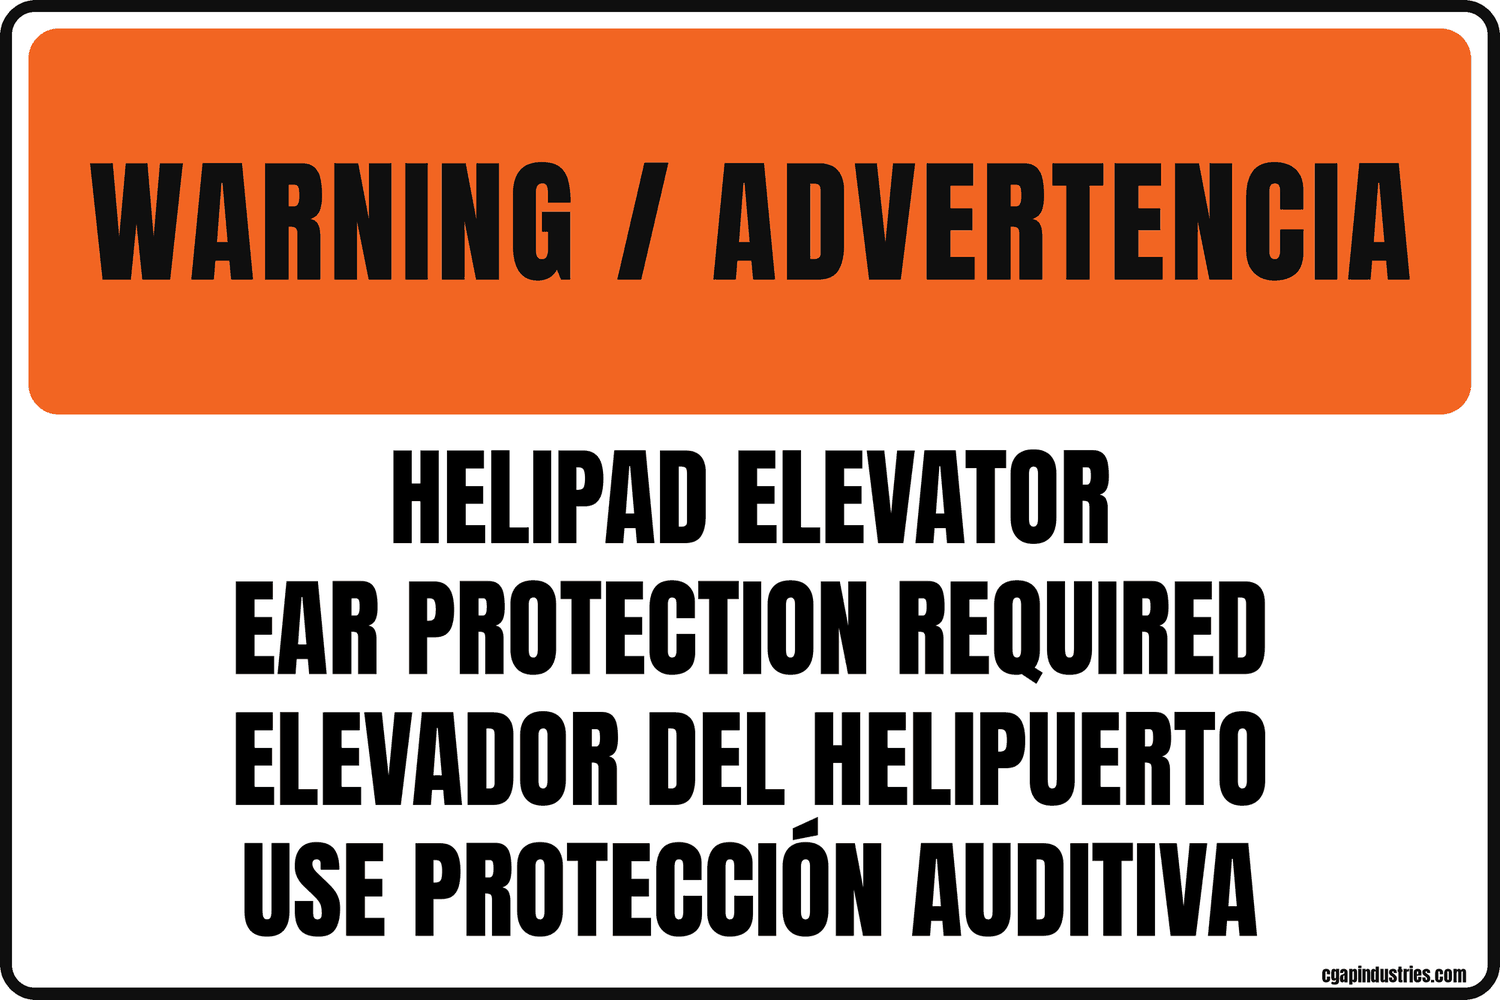 WARNING / ADVERTENCIA
HELIPAD ELEVATOR
EAR PROTECTION REQUIRED
ELEVADOR DEL HELIPUERTO
USE PROTECCIÓN AUDITIVA
cgapindustries.com